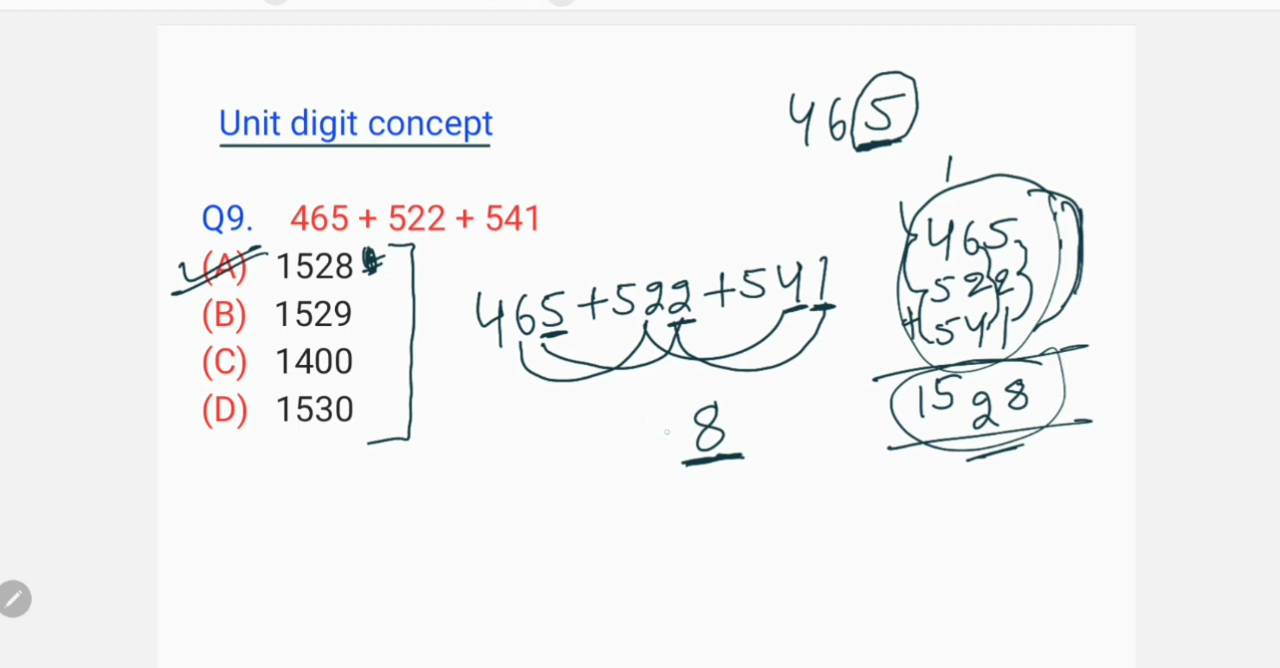 Unit digit concept
465
Q9. 465 + 522 + 541
(A) 1528
(B) 1529
(C) 1400
(D) 1530
465+522+541
8
1
465
522
+541
1528